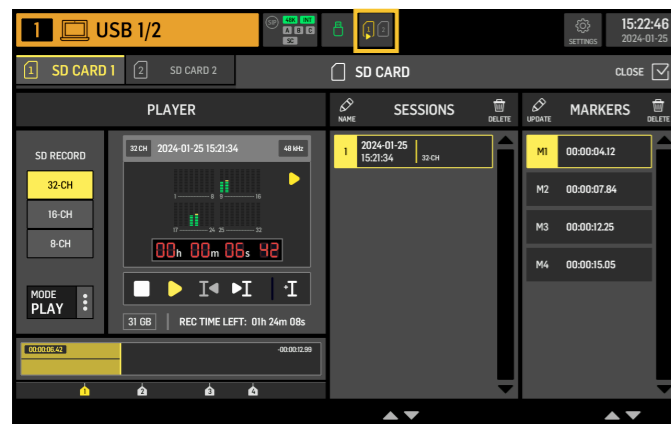 1 USB 1/2
SIP 48K INT
A B C
SC
1 2
SETTINGS
15:22:46
2024-01-25
1 SD CARD 1
2 SD CARD 2
SD CARD
CLOSE
PLAYER
NAME
SESSIONS
DELETE
UPDATE
MARKERS
DELETE
SD RECORD
32-CH
16-CH
8-CH
MODE
PLAY
32 CH 2024-01-25 15:21:34 48 kHz
1 8 9 16
17 24 25 32
00h 00m 06s 42
31 GB REC TIME LEFT: 01h 24m 08s
00:00:06.42 -00:00:12.99
1 2 3 4
1 2024-01-25
15:21:34 32-CH
M1 00:00:04.12
M2 00:00:07.84
M3 00:00:12.25
M4 00:00:15.05